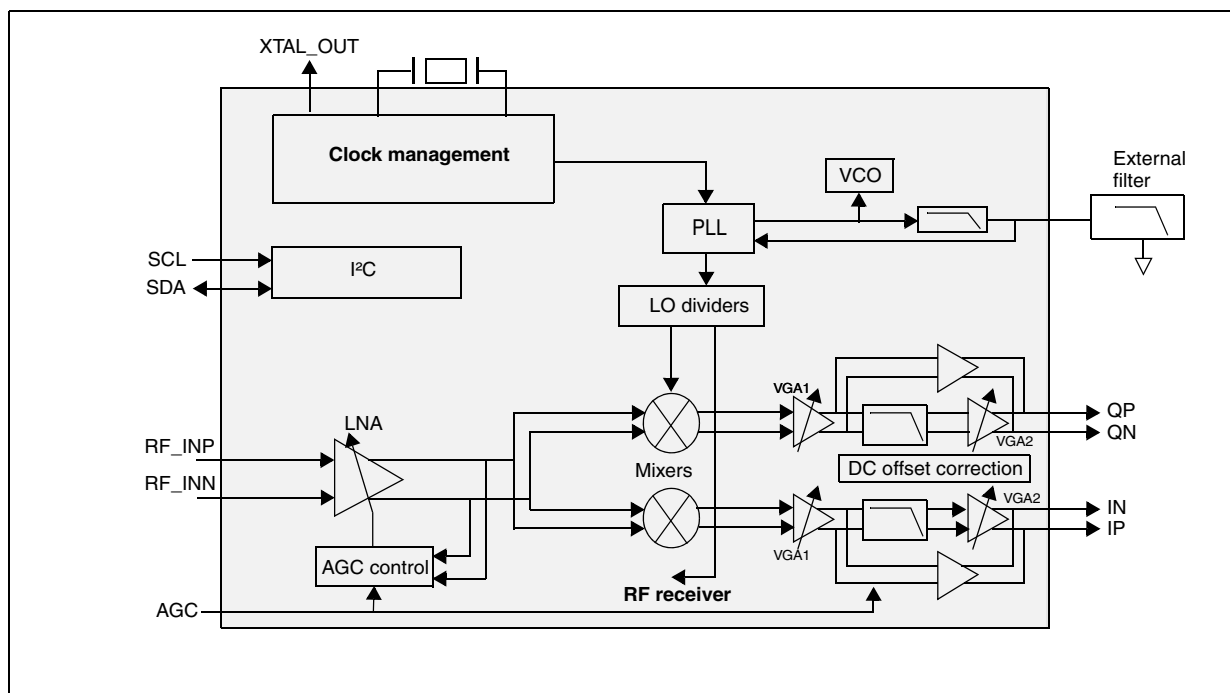 XTAL_OUT
Clock management
External
filter
VCO
PLL
SCL
I²C
SDA
LO dividers
VGA1
LNA
QP
RF_INP
QN
VGA2
Mixers
DC offset correction
RF_INN
VGA2
IN
IP
VGA1
AGC control
RF receiver
AGC